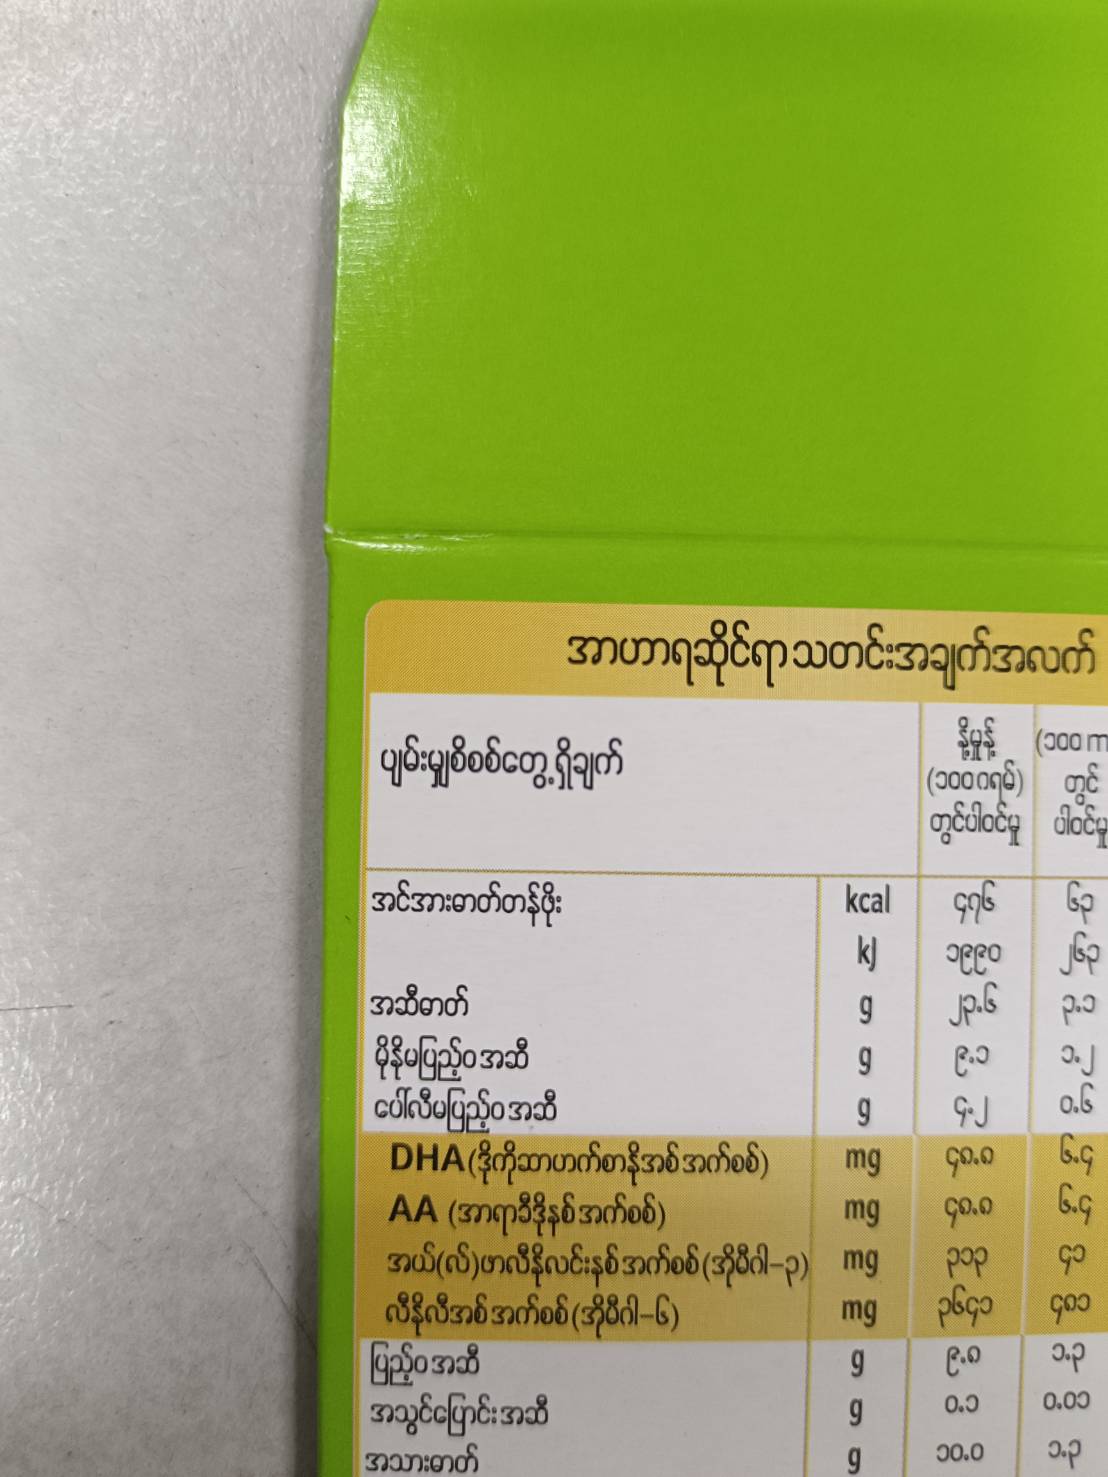 အာဟာရဆိုင်ရာ သတင်းအချက်အလက်
ပျမ်းမျှစိစစ်တွေ့ရှိချက်
နို့မှုန့် (၁၀၀ဂရမ်) တွင်ပါဝင်မှု
(၁၀၀ m တွင် ပါဝင်မှု
အင်အားဓာတ်တန်ဖိုး kcal ၄၇၆ ၆၃
kJ ၁၉၉၀ ၂၆၃
အဆီဓာတ် g ၂၃.၆ ၃.၁
မိုနိုမပြည့်ဝအဆီ g ၉.၁ ၁.၂
ပေါ်လီမပြည့်ဝအဆီ g ၄.၂ ၀.၆
DHA (ဒိုကိုဆာဟက်စာနိုအစ်အက်စစ်) mg ၄၈.၈ ၆.၄
AA (အာရာခီဒိုနစ်အက်စစ်) mg ၄၈.၈ ၆.၄
အယ်(လ်)ဖာလီနိုလင်းနစ်အက်စစ်(အိုမီဂါ-၃) mg ၃၁၃ ၄၁
လီနိုလီအစ်အက်စစ်(အိုမီဂါ-၆) mg ၃၆၄၁ ၄၈၁
ပြည့်ဝအဆီ g ၉.၈ ၁.၃
အသွင်ပြောင်းအဆီ g ၀.၁ ၀.၀၁
အသားဓာတ် g ၁၀.၀ ၁.၃